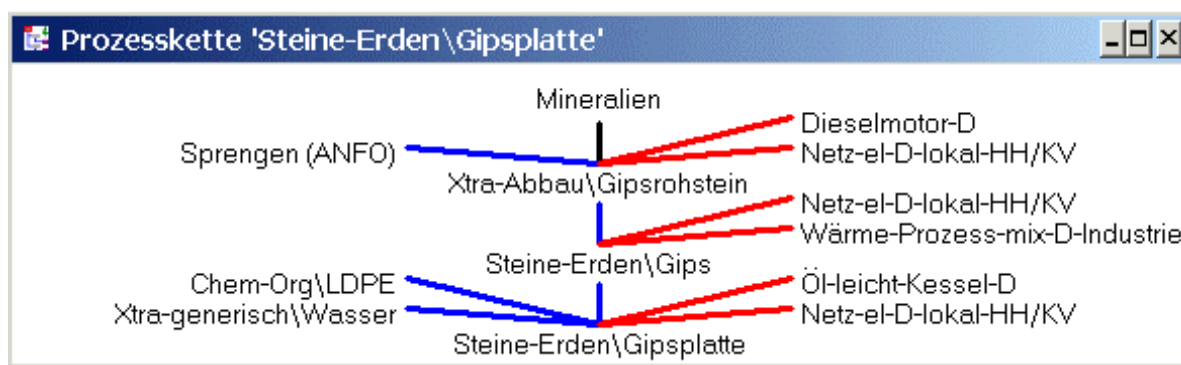 Prozesskette 'Steine-Erden\Gipsplatte'
Mineralien
Dieselmotor-D
Sprengen (ANFO)
Netz-el-D-lokal-HH/KV
Xtra-Abbau\Gipsrohstein
Netz-el-D-lokal-HH/KV
Wärme-Prozess-mix-D-Industrie
Steine-Erden\Gips
Chem-Org\LDPE
Öl-leicht-Kessel-D
Xtra-generisch\Wasser
Netz-el-D-lokal-HH/KV
Steine-Erden\Gipsplatte